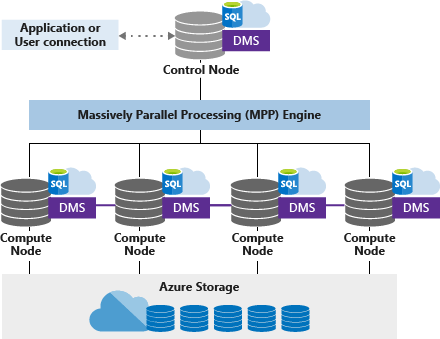 SQL
Application or
User connection
DMS
Control Node
Massively Parallel Processing (MPP) Engine
SQL
SQL
SQL
SQL
DMS
DMS
DMS
DMS
Compute
Node
Compute
Node
Compute
Node
Compute
Node
Azure Storage